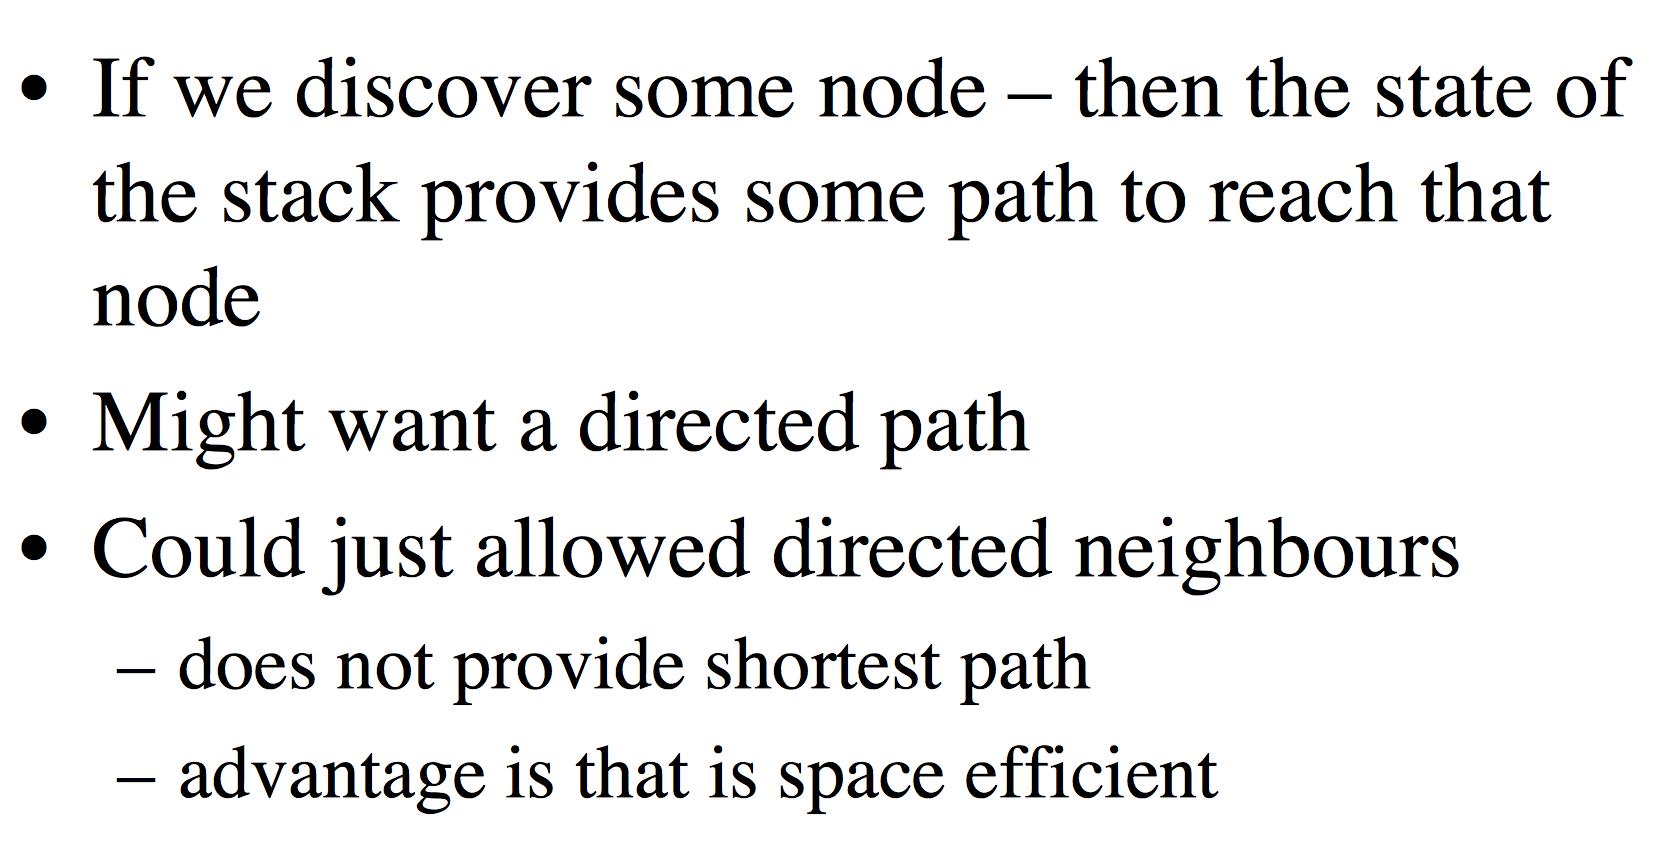 • If we discover some node – then the state of
the stack provides some path to reach that
node
• Might want a directed path
• Could just allowed directed neighbours
– does not provide shortest path
– advantage is that is space efficient